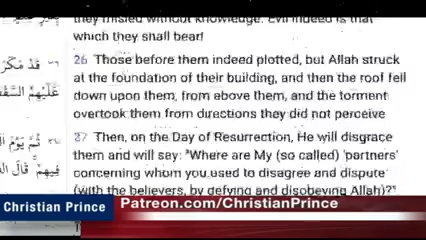 they misled without knowledge. Evil indeed is that
which they shall bear!
26 Those before them indeed plotted, but Allah struck
at the foundation of their building, and then the roof fell
down upon them, from above them, and the torment
overtook them from directions they did not perceive
27 Then, on the Day of Resurrection, He will disgrace
them and will say: "Where are My (so called) 'partners'
concerning whom you used to disagree and dispute
(with the believers, by defying and disobeying Allah)?"
قَدْ مَكَرَ
عَلَيْهِمُ السَّقْفُ
ثُمَّ يَوْمَ
فِيهِمْ قَالَ
Christian Prince
Patreon.com/ChristianPrince